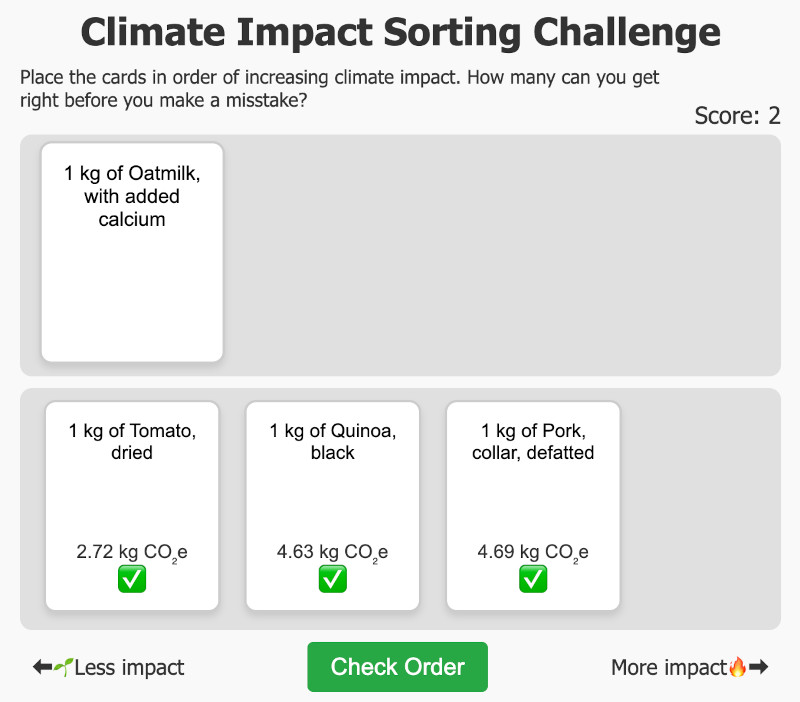 Climate Impact Sorting Challenge
Place the cards in order of increasing climate impact. How many can you get
right before you make a misstake?
Score: 2
1 kg of Oatmilk,
with added
calcium
1 kg of Tomato,
dried
2.72 kg CO₂e
1 kg of Quinoa,
black
4.63 kg CO₂e
1 kg of Pork,
collar, defatted
4.69 kg CO₂e
Less impact
Check Order
More impact